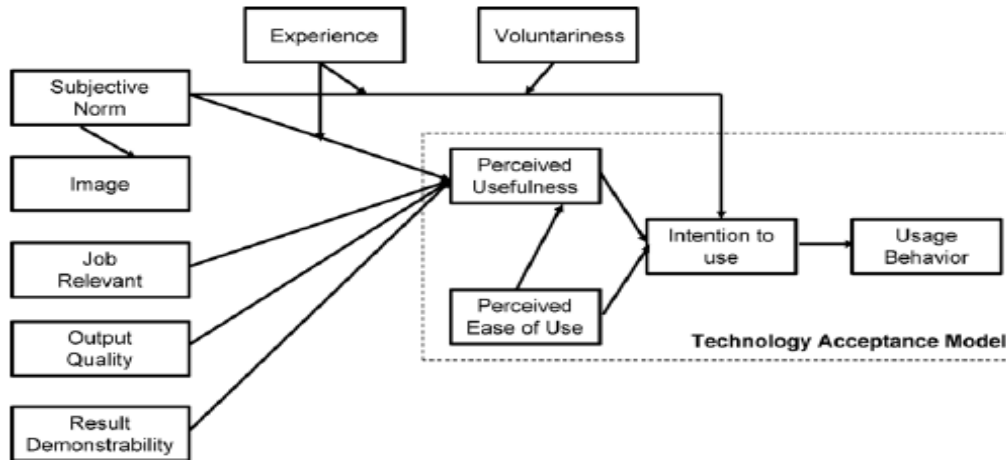 Experience
Voluntariness
Subjective
Norm
Image
Perceived
Usefulness
Job
Relevant
Intention to
use
Usage
Behavior
Perceived
Ease of Use
Output
Quality
Technology Acceptance Model
Result
Demonstrability